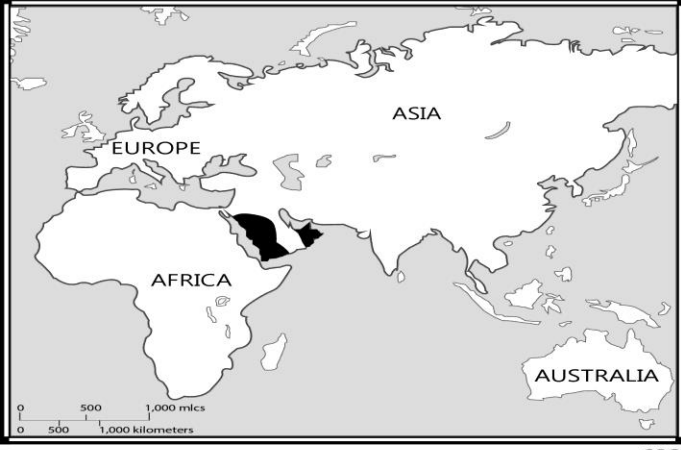 ASIA
EUROPE
AFRICA
AUSTRALIA
0 500 1,000 mlcs
0 500 1,000 kilometers